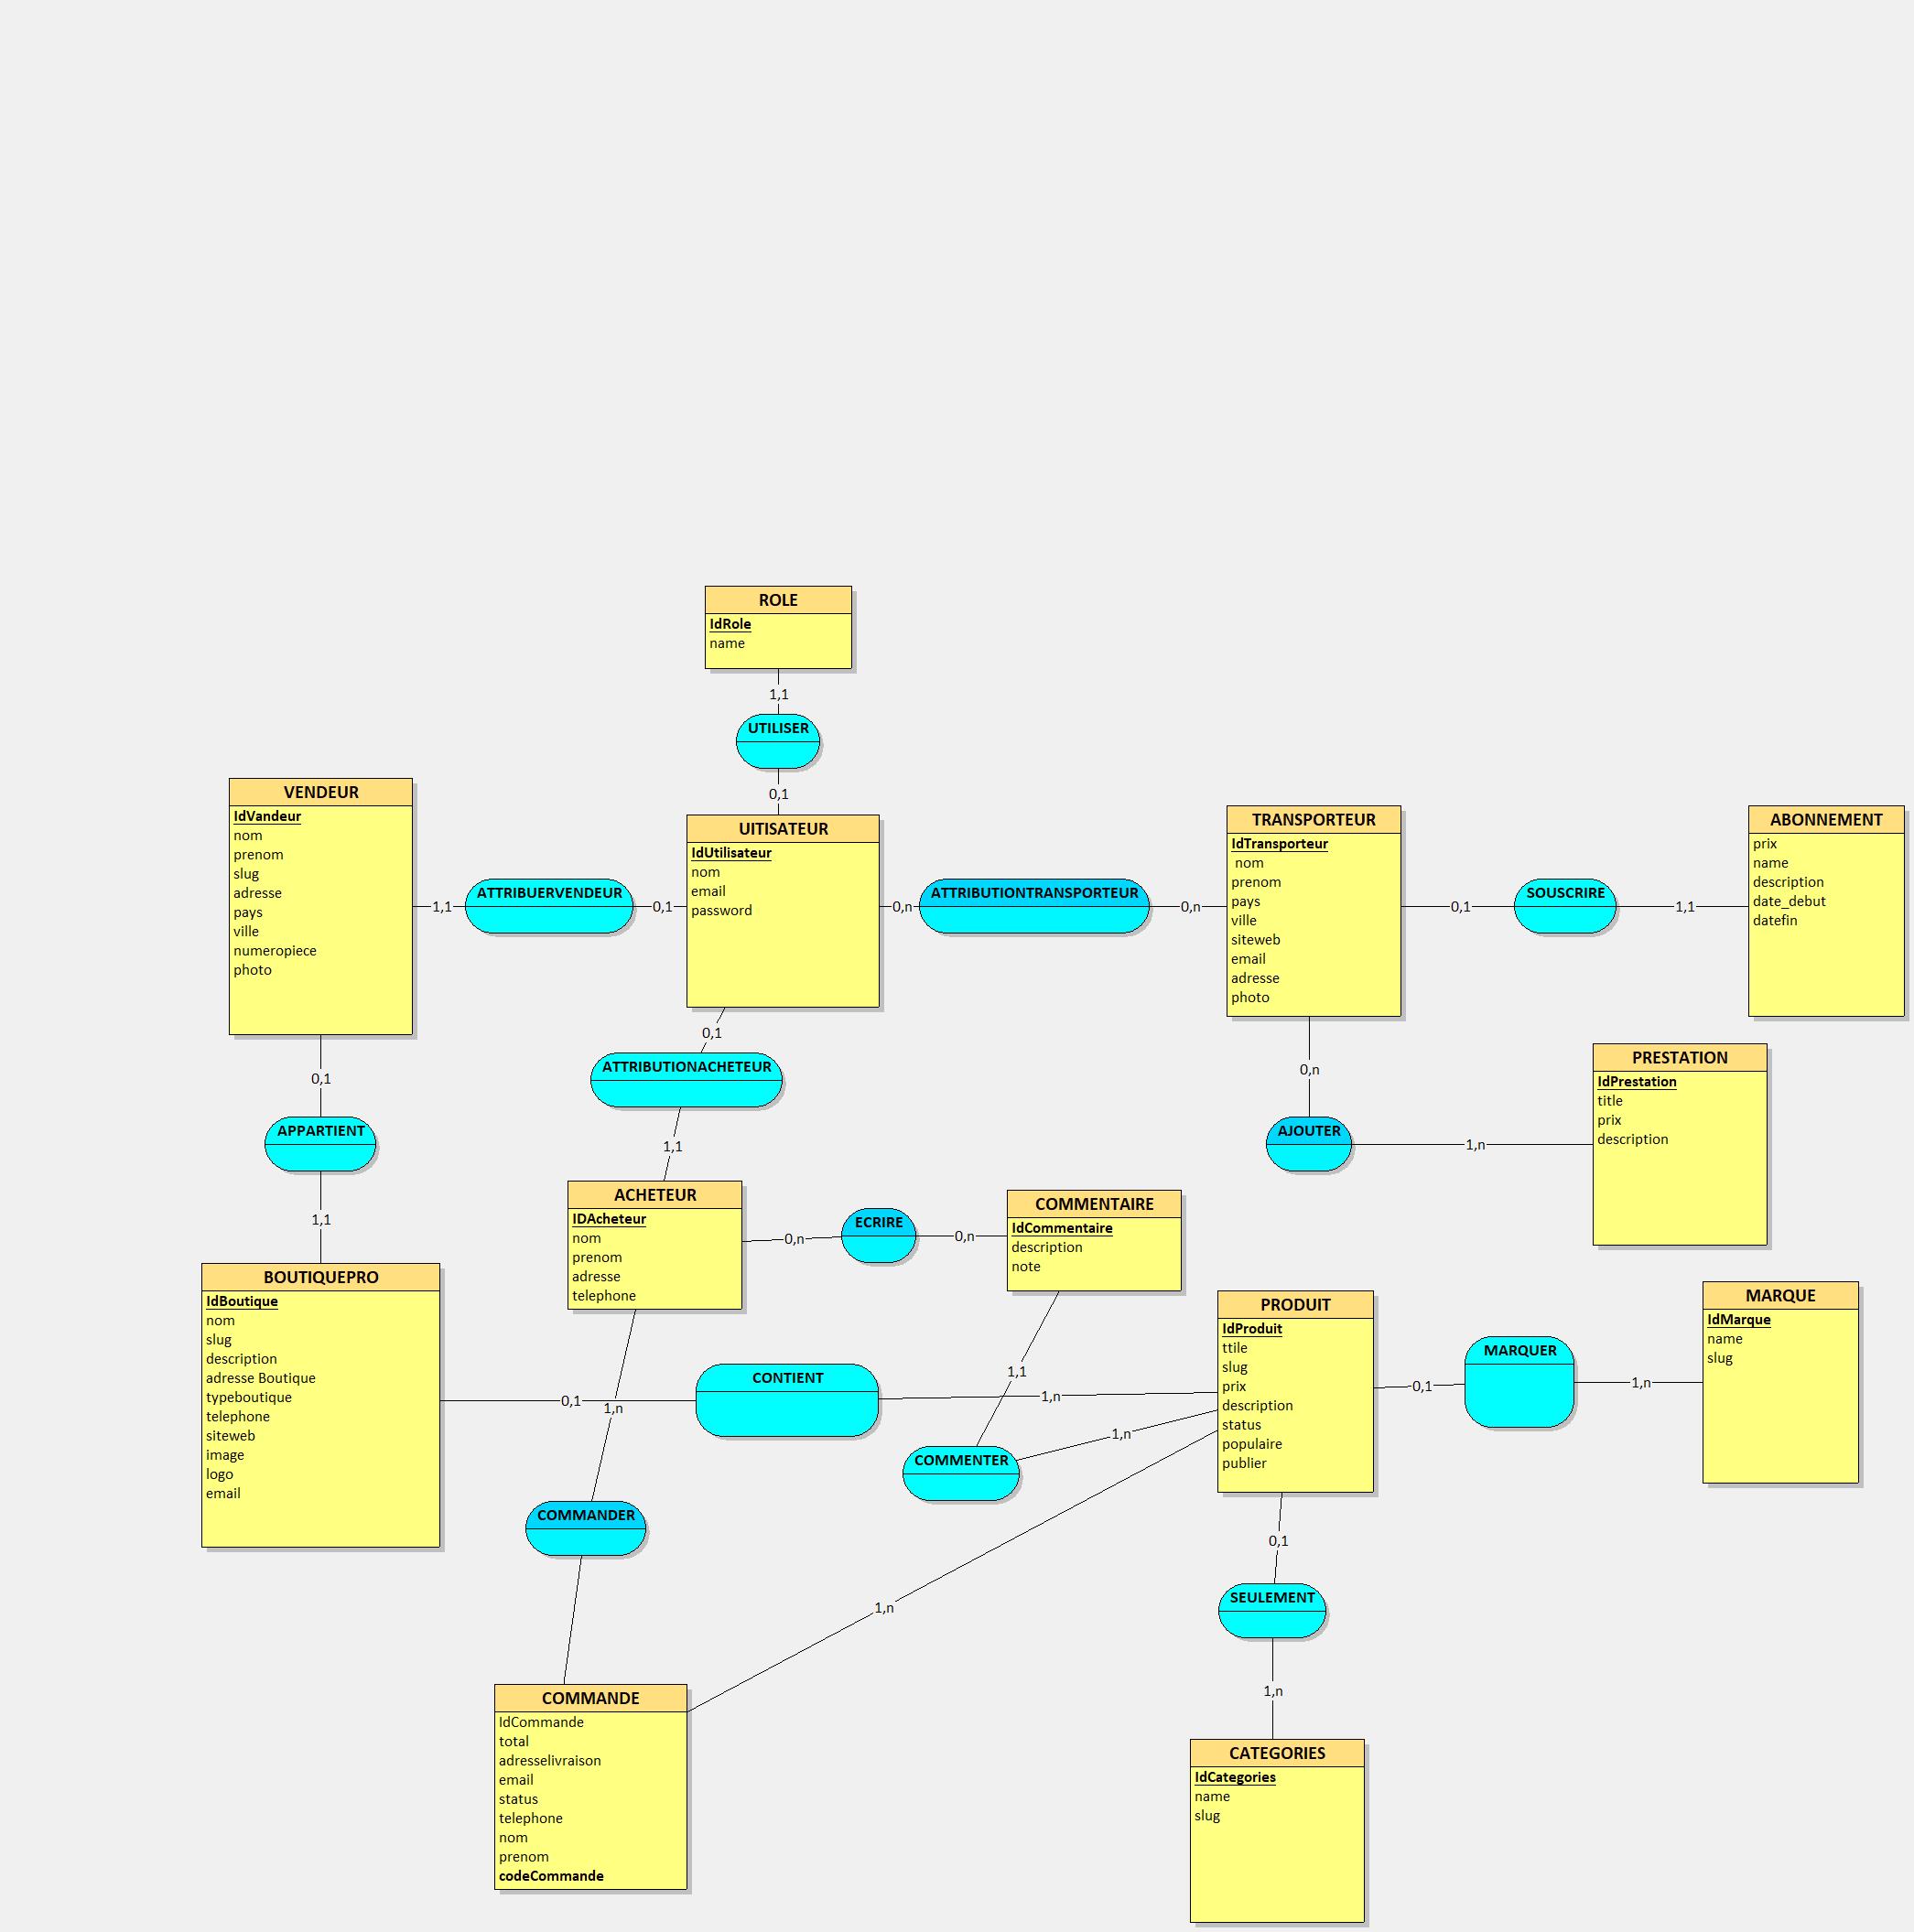 ROLE
IdRole
name
1,1
UTILISER
0,1
VENDEUR
IdVandeur
nom
prenom
slug
adresse
pays
ville
numeropiece
photo
1,1
ATTRIBUERVENDEUR
0,1
UITISATEUR
IdUtilisateur
nom
email
password
0,n
ATTRIBUTIONTRANSPORTEUR
0,n
TRANSPORTEUR
IdTransporteur
nom
prenom
pays
ville
siteweb
email
adresse
photo
0,1
SOUSCRIRE
1,1
ABONNEMENT
prix
name
description
date_debut
datefin
0,1
APPARTIENT
1,1
0,1
ATTRIBUTIONACHETEUR
1,1
0,n
AJOUTER
1,n
PRESTATION
IdPrestation
title
prix
description
ACHETEUR
IDAcheteur
nom
prenom
adresse
telephone
0,n
ECRIRE
0,n
COMMENTAIRE
IdCommentaire
description
note
BOUTIQUEPRO
IdBoutique
nom
slug
description
adresse Boutique
typeboutique
telephone
siteweb
image
logo
email
0,1
1,n
CONTIENT
1,n
1,1
COMMENTER
1,n
PRODUIT
IdProduit
ttile
slug
prix
description
status
populaire
publier
0,1
MARQUER
1,n
MARQUE
IdMarque
name
slug
COMMANDER
1,n
0,1
SEULEMENT
1,n
COMMANDE
IdCommande
total
adresselivraison
email
status
telephone
nom
prenom
codeCommande
CATEGORIES
IdCategories
name
slug